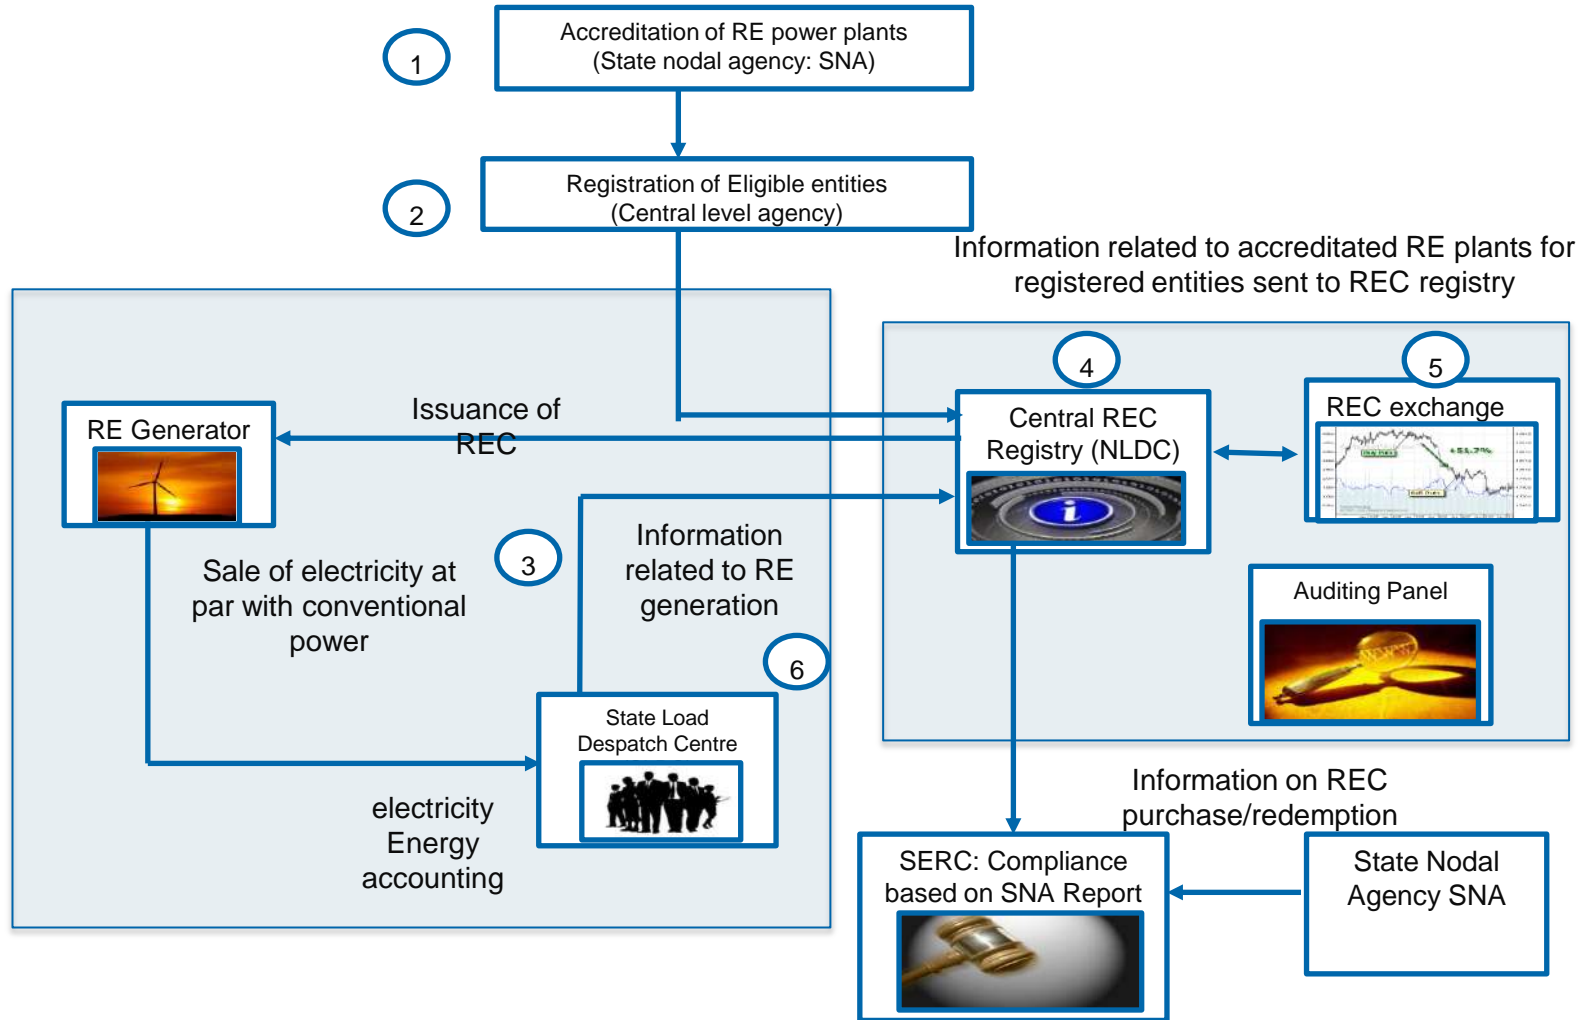 Accreditation of RE power plants
(State nodal agency: SNA)
1
Registration of Eligible entities
(Central level agency)
2
Information related to accreditated RE plants for
registered entities sent to REC registry
4
5
Issuance of
REC
RE Generator
Central REC
Registry (NLDC)
REC exchange
+51.7%
i
3
Information
related to RE
generation
Sale of electricity at
par with conventional
power
Auditing Panel
WWW
6
State Load
Despatch Centre
electricity
Energy
accounting
Information on REC
purchase/redemption
SERC: Compliance
based on SNA Report
State Nodal
Agency SNA